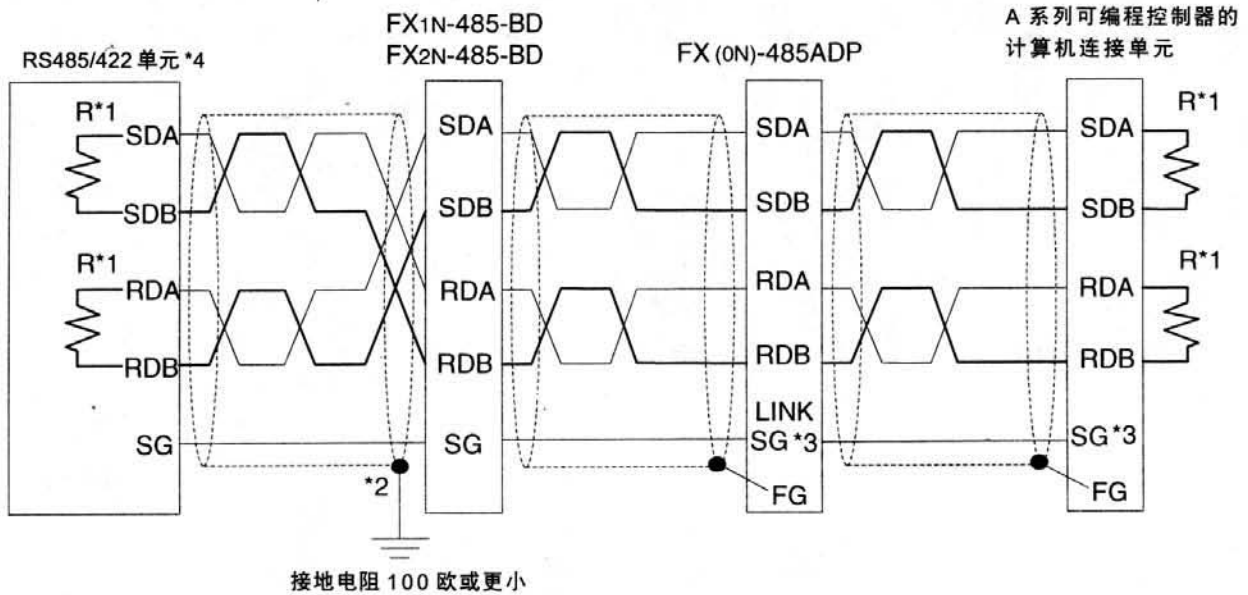 FX1N-485-BD
FX2N-485-BD
FX (0N)-485ADP
A 系列可编程控制器的
计算机连接单元
RS485/422 单元 *4
R*1
SDA
SDA
SDA
SDA
R*1
SDB
SDB
SDB
SDB
R*1
RDA
RDA
RDA
RDA
R*1
RDB
RDB
RDB
RDB
LINK
SG
SG
SG *3
SG *3
*2
FG
FG
接地电阻 100 欧或更小